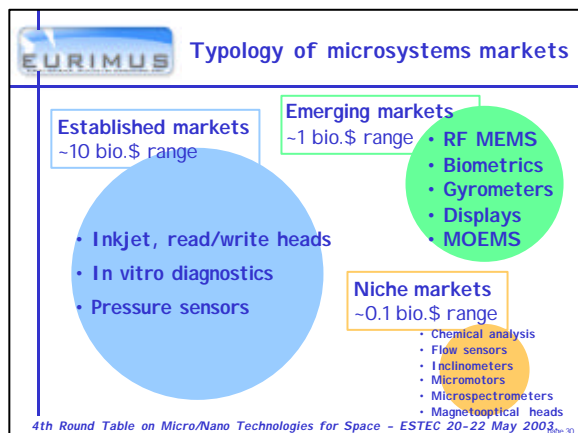 EURIMUS
Typology of microsystems markets
Established markets
~10 bio.$ range
• Inkjet, read/write heads
• In vitro diagnostics
• Pressure sensors
Emerging markets
~1 bio.$ range
• RF MEMS
• Biometrics
• Gyrometers
• Displays
• MOEMS
Niche markets
~0.1 bio.$ range
• Chemical analysis
• Flow sensors
• Inclinometers
• Micromotors
• Microspectrometers
• Magnetooptical heads
4th Round Table on Micro/Nano Technologies for Space - ESTEC 20-22 May 2003